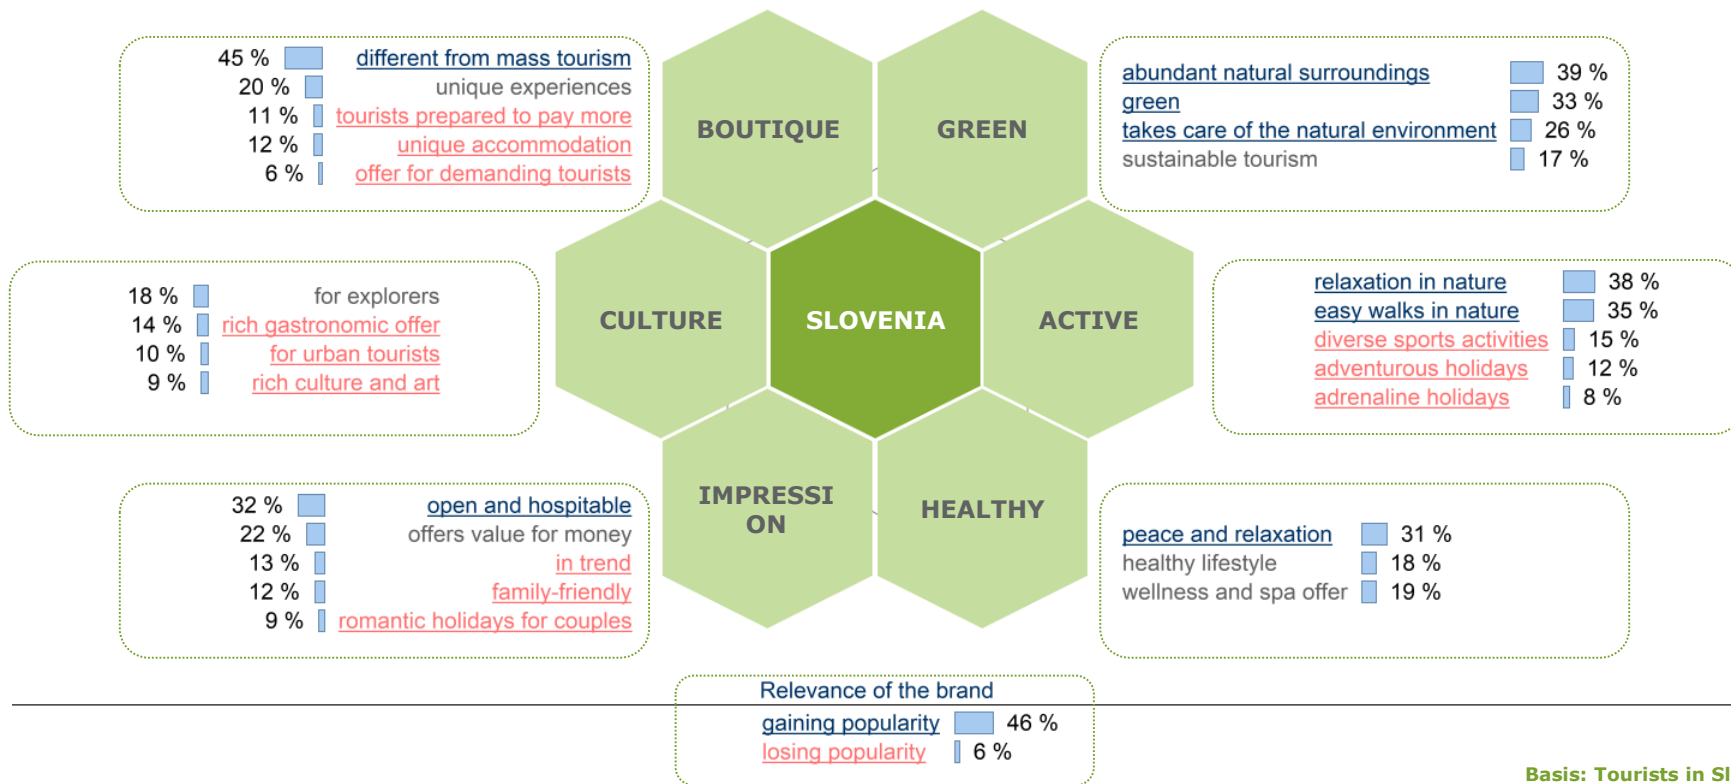 45 % different from mass tourism
20 % unique experiences
11 % tourists prepared to pay more
12 % unique accommodation
6 % offer for demanding tourists
BOUTIQUE
GREEN
abundant natural surroundings 39 %
green 33 %
takes care of the natural environment 26 %
sustainable tourism 17 %
18 % for explorers
14 % rich gastronomic offer
10 % for urban tourists
9 % rich culture and art
CULTURE
SLOVENIA
ACTIVE
relaxation in nature 38 %
easy walks in nature 35 %
diverse sports activities 15 %
adventurous holidays 12 %
adrenaline holidays 8 %
32 % open and hospitable
22 % offers value for money
13 % in trend
12 % family-friendly
9 % romantic holidays for couples
IMPRESSI
ON
HEALTHY
peace and relaxation 31 %
healthy lifestyle 18 %
wellness and spa offer 19 %
Relevance of the brand
gaining popularity 46 %
losing popularity 6 %
Basis: Tourists in